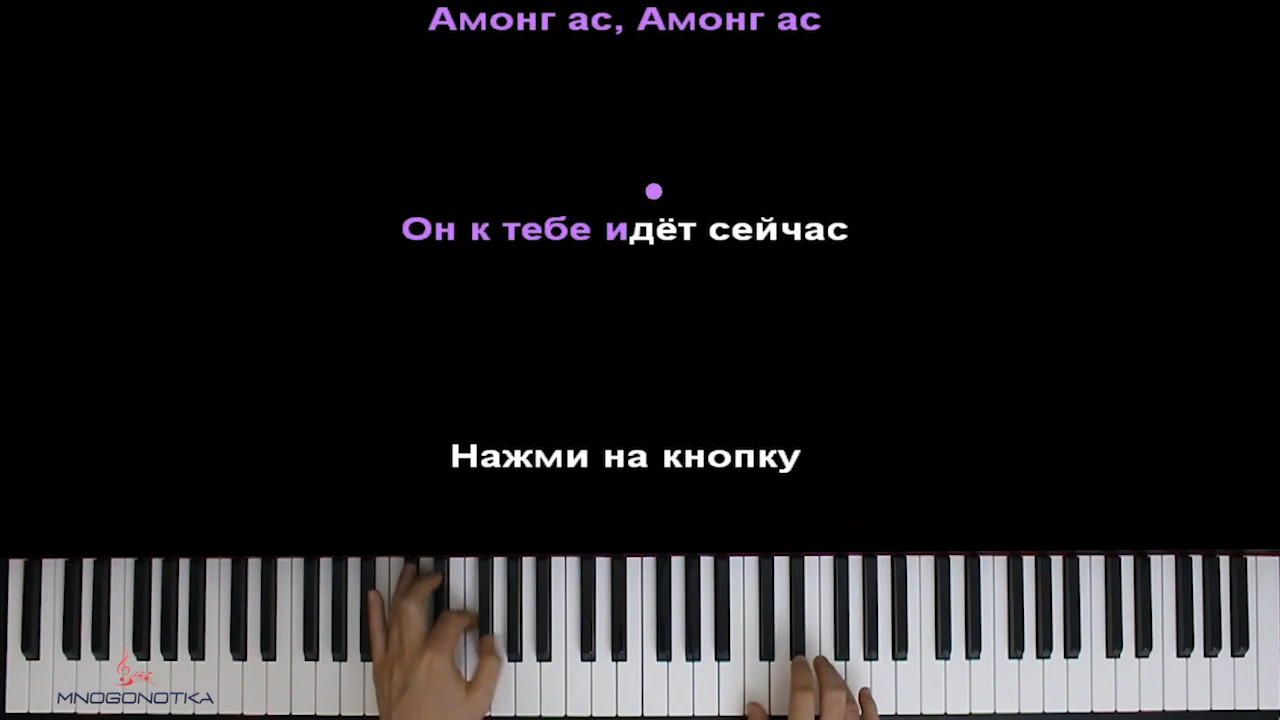 Амонг ас, Амонг ас
Он к тебе идёт сейчас
Нажми на кнопку
MNOGONOTKA